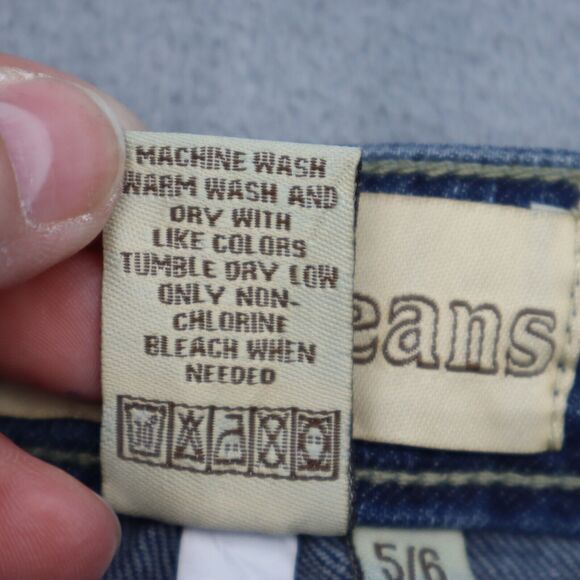 MACHINE WASH
WARM WASH AND
DRY WITH
LIKE COLORS
TUMBLE DRY LOW
ONLY NON-
CHLORINE
BLEACH WHEN
NEEDED
eans
5/6